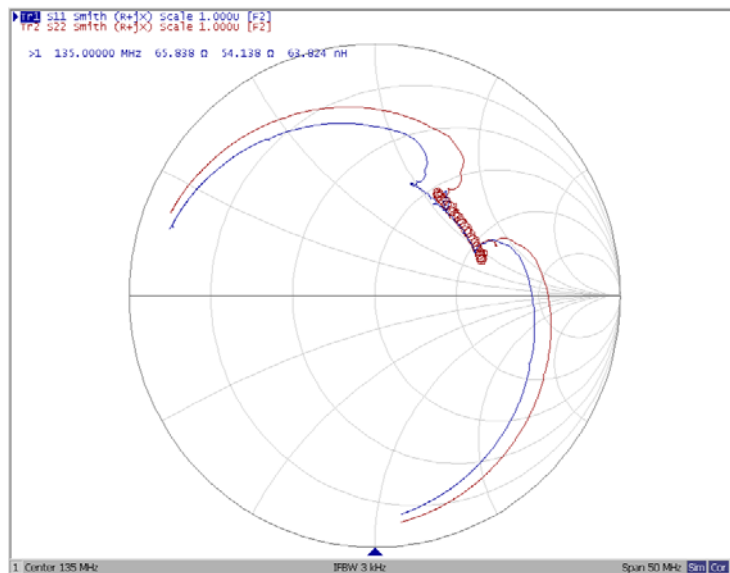 Tr1 S11 Smith (R+jX) Scale 1.000U [F2]
Tr2 S22 Smith (R+jX) Scale 1.000U [F2]
>1 135.00000 MHz 65.838 Ω 54.138 Ω 63.824 nH
1 Center 135 MHz IFBW 3 kHz Span 50 MHz Sim Cor